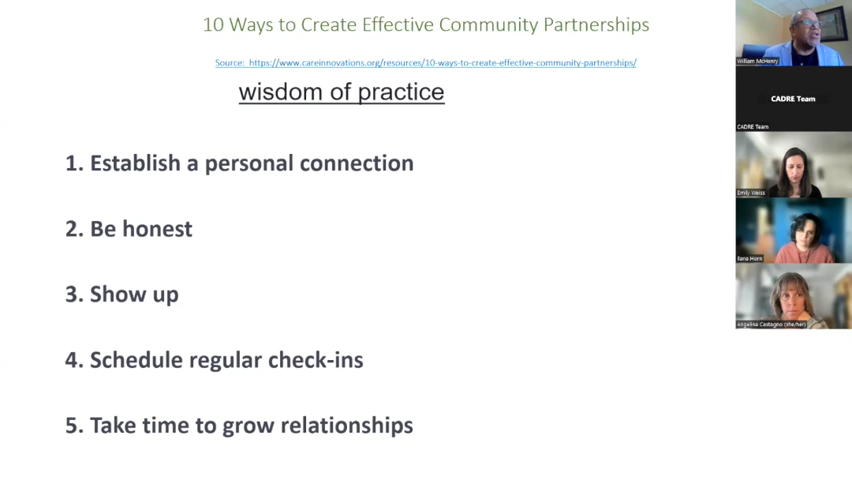 10 Ways to Create Effective Community Partnerships
Source: https://www.careinnovations.org/resources/10-ways-to-create-effective-community-partnerships/
wisdom of practice
1. Establish a personal connection
2. Be honest
3. Show up
4. Schedule regular check-ins
5. Take time to grow relationships
William McHenry
CADRE Team
CADRE Team
Emily Weiss
Ilana Horn
Angelina Castagno (she/her)